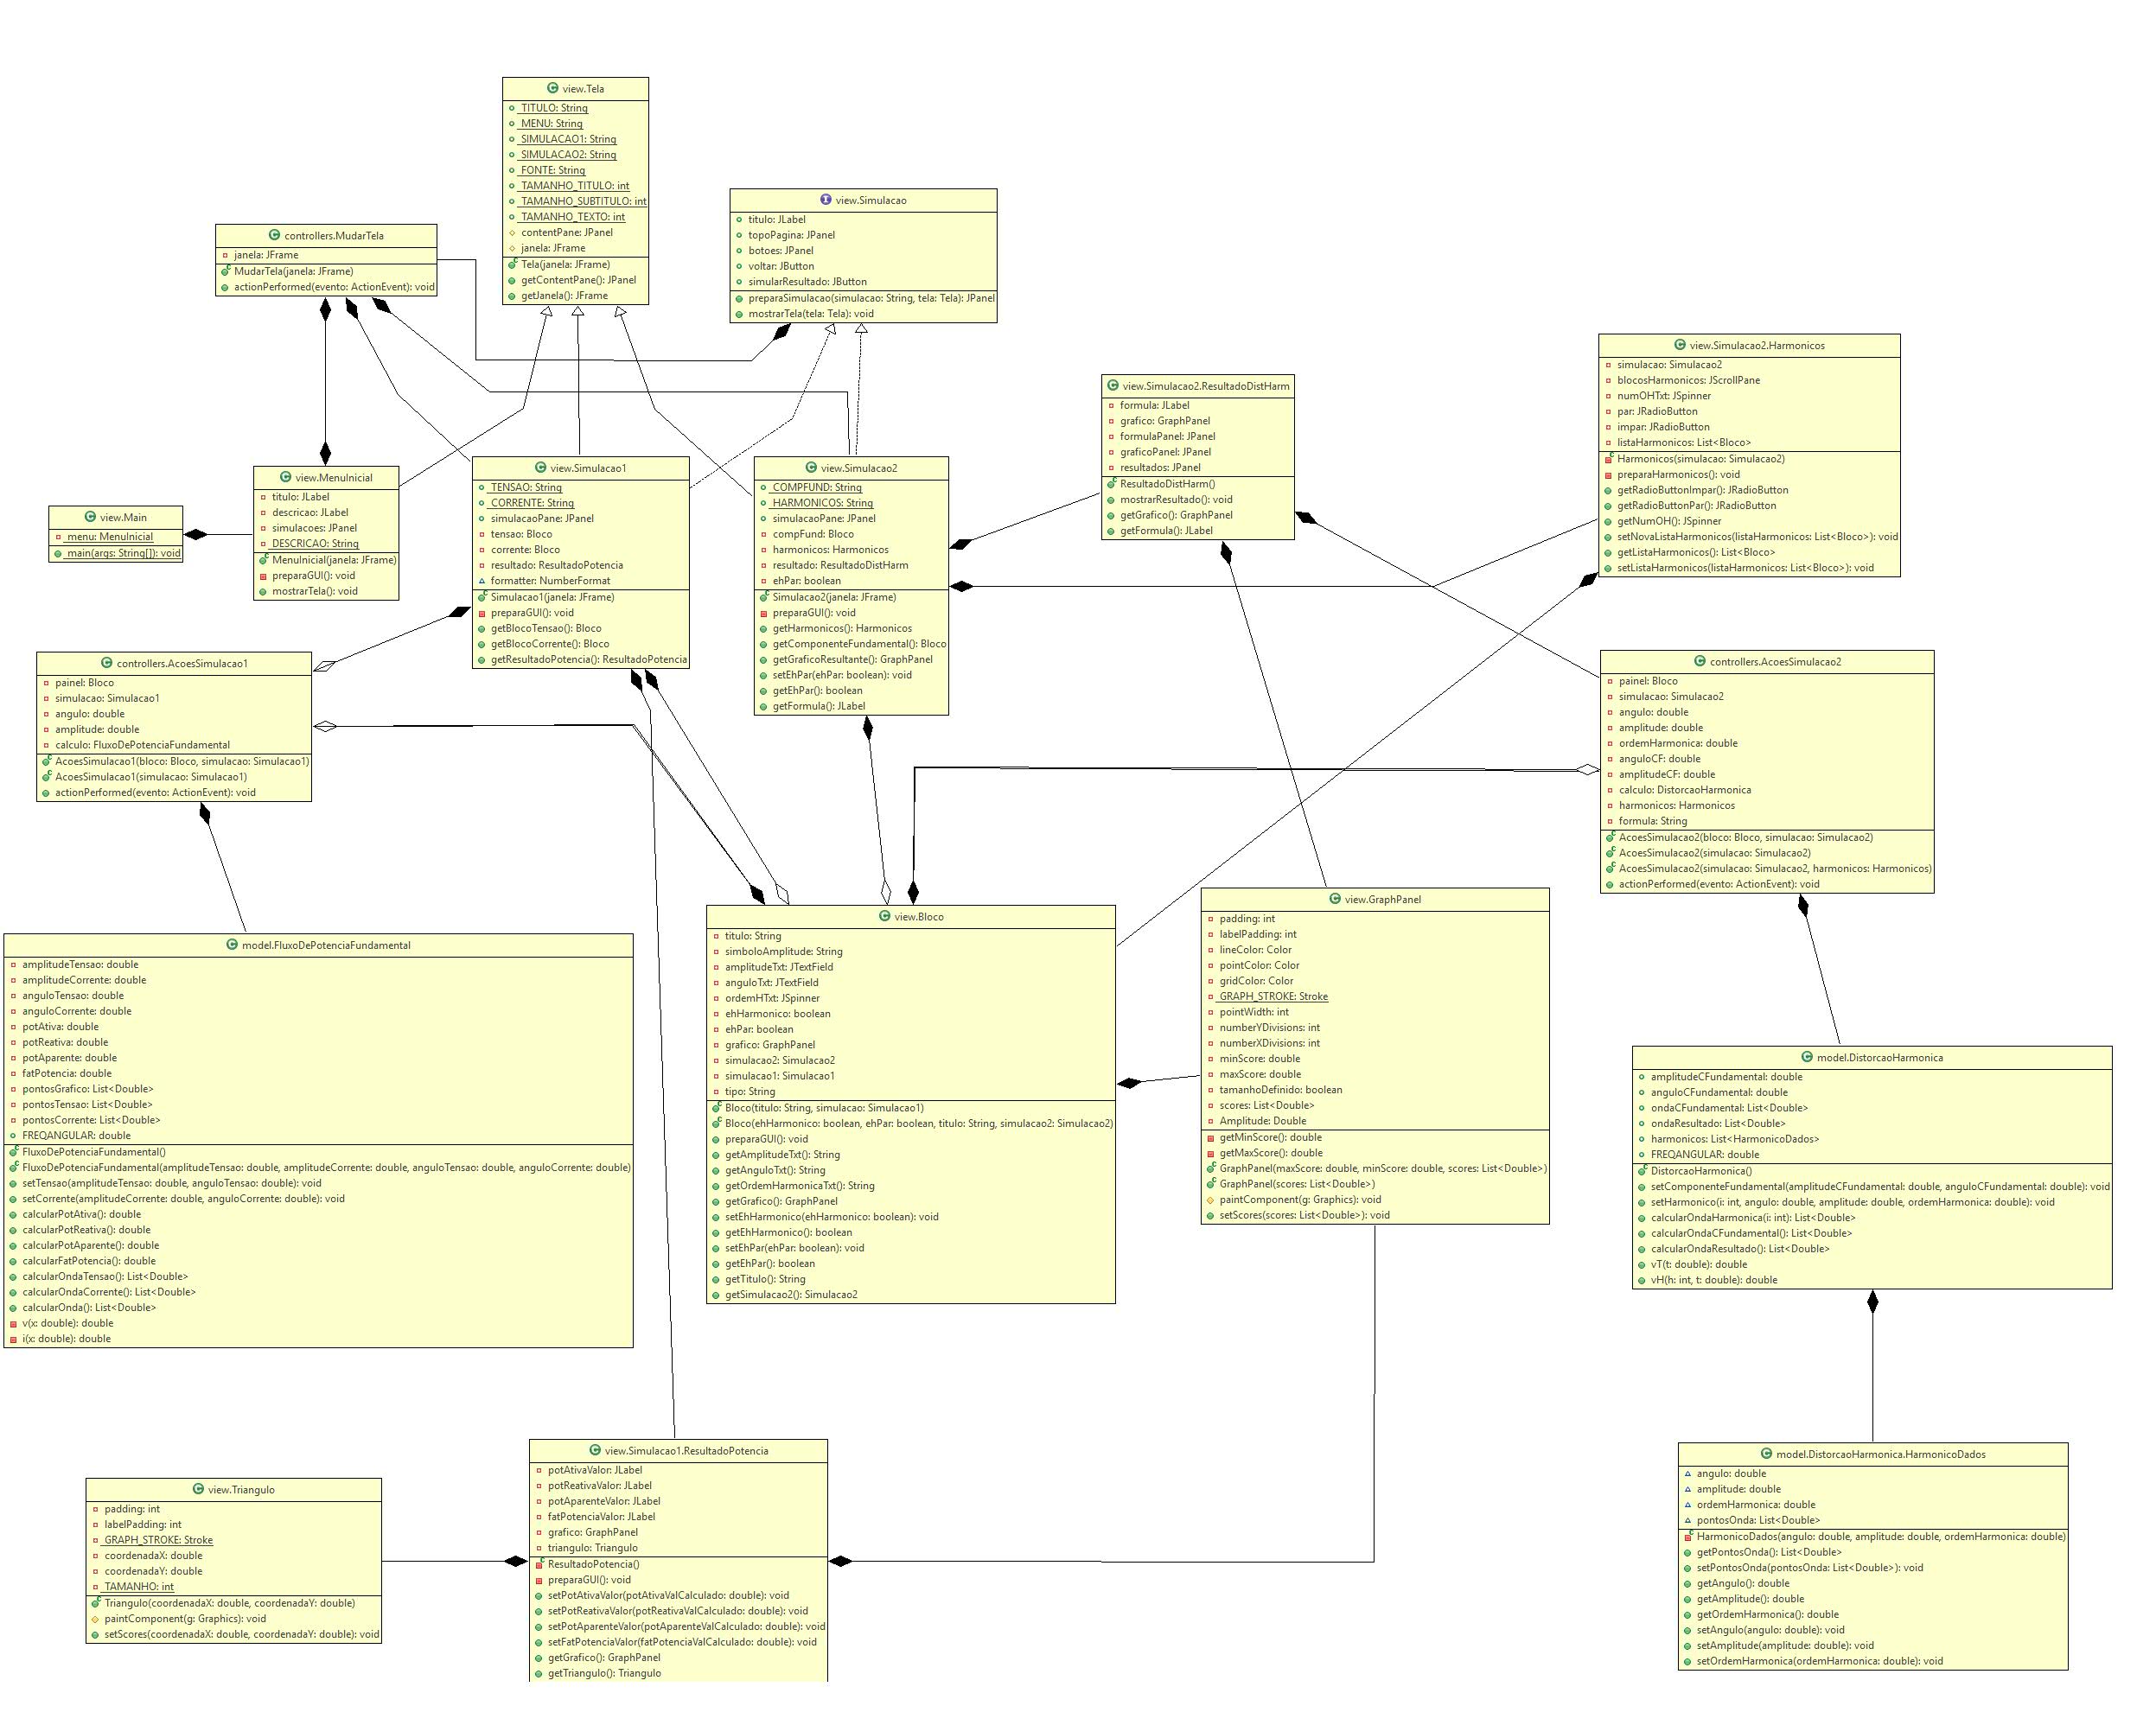 view.Tela
TITULO: String
MENU: String
SIMULACAO1: String
SIMULACAO2: String
FONTE: String
TAMANHO_TITULO: int
TAMANHO_SUBTITULO: int
TAMANHO_TEXTO: int
contentPane: JPanel
janela: JFrame
Tela(janela: JFrame)
getContentPane(): JPanel
getJanela(): JFrame
view.Simulacao
titulo: JLabel
topoPagina: JPanel
botoes: JPanel
voltar: JButton
simularResultado: JButton
preparaSimulacao(simulacao: String, tela: Tela): JPanel
mostrarTela(tela: Tela): void
controllers.MudarTela
janela: JFrame
MudarTela(janela: JFrame)
actionPerformed(evento: ActionEvent): void
view.Simulacao2.Harmonicos
simulacao: Simulacao2
blocosHarmonicos: JScrollPane
numOHTxt: JSpinner
par: JRadioButton
impar: JRadioButton
listaHarmonicos: List<Bloco>
Harmonicos(simulacao: Simulacao2)
preparaHarmonicos(): void
getRadioButtonImpar(): JRadioButton
getRadioButtonPar(): JRadioButton
getNumOH(): JSpinner
setNovaListaHarmonicos(listaHarmonicos: List<Bloco>): void
getListaHarmonicos(): List<Bloco>
setListaHarmonicos(listaHarmonicos: List<Bloco>): void
view.Simulacao2.ResultadoDistHarm
formula: JLabel
grafico: GraphPanel
formulaPanel: JPanel
graficoPanel: JPanel
resultados: JPanel
ResultadoDistHarm()
mostrarResultado(): void
getGrafico(): GraphPanel
getFormula(): JLabel
view.Main
menu: MenuInicial
main(args: String[]): void
view.MenuInicial
titulo: JLabel
descricao: JLabel
simulacoes: JPanel
DESCRICAO: String
MenuInicial(janela: JFrame)
preparaGUI(): void
mostrarTela(): void
view.Simulacao1
TENSAO: String
CORRENTE: String
simulacaoPane: JPanel
tensao: Bloco
corrente: Bloco
resultado: ResultadoPotencia
formatter: NumberFormat
Simulacao1(janela: JFrame)
preparaGUI(): void
getBlocoTensao(): Bloco
getBlocoCorrente(): Bloco
getResultadoPotencia(): ResultadoPotencia
view.Simulacao2
COMPFUND: String
HARMONICOS: String
simulacaoPane: JPanel
compFund: Bloco
harmonicos: Harmonicos
resultado: ResultadoDistHarm
ehPar: boolean
Simulacao2(janela: JFrame)
preparaGUI(): void
getHarmonicos(): Harmonicos
getComponenteFundamental(): Bloco
getGraficoResultante(): GraphPanel
setEhPar(ehPar: boolean): void
getEhPar(): boolean
getFormula(): JLabel
controllers.AcoesSimulacao1
painel: Bloco
simulacao: Simulacao1
angulo: double
amplitude: double
calculo: FluxoDePotenciaFundamental
AcoesSimulacao1(bloco: Bloco, simulacao: Simulacao1)
AcoesSimulacao1(simulacao: Simulacao1)
actionPerformed(evento: ActionEvent): void
controllers.AcoesSimulacao2
painel: Bloco
simulacao: Simulacao2
angulo: double
amplitude: double
ordemHarmonica: double
anguloCF: double
amplitudeCF: double
calculo: DistorcaoHarmonica
harmonicos: Harmonicos
formula: String
AcoesSimulacao2(bloco: Bloco, simulacao: Simulacao2)
AcoesSimulacao2(simulacao: Simulacao2)
AcoesSimulacao2(simulacao: Simulacao2, harmonicos: Harmonicos)
actionPerformed(evento: ActionEvent): void
model.FluxoDePotenciaFundamental
amplitudeTensao: double
amplitudeCorrente: double
anguloTensao: double
anguloCorrente: double
potAtiva: double
potReativa: double
potAparente: double
fatPotencia: double
pontosGrafico: List<Double>
pontosTensao: List<Double>
pontosCorrente: List<Double>
FREQANGULAR: double
FluxoDePotenciaFundamental()
FluxoDePotenciaFundamental(amplitudeTensao: double, amplitudeCorrente: double, anguloTensao: double, anguloCorrente: double)
setTensao(amplitudeTensao: double, anguloTensao: double): void
setCorrente(amplitudeCorrente: double, anguloCorrente: double): void
calcularPotAtiva(): double
calcularPotReativa(): double
calcularPotAparente(): double
calcularFatPotencia(): double
calcularOndaTensao(): List<Double>
calcularOndaCorrente(): List<Double>
calcularOnda(): List<Double>
v(x: double): double
i(x: double): double
view.Bloco
titulo: String
simboloAmplitude: String
amplitudeTxt: JTextField
anguloTxt: JTextField
ordemHTxt: JSpinner
ehHarmonico: boolean
ehPar: boolean
grafico: GraphPanel
simulacao2: Simulacao2
simulacao1: Simulacao1
tipo: String
Bloco(titulo: String, simulacao: Simulacao1)
Bloco(ehHarmonico: boolean, ehPar: boolean, titulo: String, simulacao2: Simulacao2)
preparaGUI(): void
getAmplitudeTxt(): String
getAnguloTxt(): String
getOrdemHarmonicaTxt(): String
getGrafico(): GraphPanel
setEhHarmonico(ehHarmonico: boolean): void
getEhHarmonico(): boolean
setEhPar(ehPar: boolean): void
getEhPar(): boolean
getTitulo(): String
getSimulacao2(): Simulacao2
view.GraphPanel
padding: int
labelPadding: int
lineColor: Color
pointColor: Color
gridColor: Color
GRAPH_STROKE: Stroke
pointWidth: int
numberYDivisions: int
numberXDivisions: int
minScore: double
maxScore: double
tamanhoDefinido: boolean
scores: List<Double>
Amplitude: Double
getMinScore(): double
getMaxScore(): double
GraphPanel(maxScore: double, minScore: double, scores: List<Double>)
GraphPanel(scores: List<Double>)
paintComponent(g: Graphics): void
setScores(scores: List<Double>): void
model.DistorcaoHarmonica
amplitudeCFundamental: double
anguloCFundamental: double
ondaCFundamental: List<Double>
ondaResultado: List<Double>
harmonicos: List<HarmonicoDados>
FREQANGULAR: double
DistorcaoHarmonica()
setComponenteFundamental(amplitudeCFundamental: double, anguloCFundamental: double): void
setHarmonico(i: int, angulo: double, amplitude: double, ordemHarmonica: double): void
calcularOndaHarmonica(i: int): List<Double>
calcularOndaCFundamental(): List<Double>
calcularOndaResultado(): List<Double>
vT(t: double): double
vH(h: int, t: double): double
view.Triangulo
padding: int
labelPadding: int
GRAPH_STROKE: Stroke
coordenadaX: double
coordenadaY: double
TAMANHO: int
Triangulo(coordenadaX: double, coordenadaY: double)
paintComponent(g: Graphics): void
setScores(coordenadaX: double, coordenadaY: double): void
view.Simulacao1.ResultadoPotencia
potAtivaValor: JLabel
potReativaValor: JLabel
potAparenteValor: JLabel
fatPotenciaValor: JLabel
grafico: GraphPanel
triangulo: Triangulo
ResultadoPotencia()
preparaGUI(): void
setPotAtivaValor(potAtivaValCalculado: double): void
setPotReativaValor(potReativaValCalculado: double): void
setPotAparenteValor(potAparenteValCalculado: double): void
setFatPotenciaValor(fatPotenciaValCalculado: double): void
getGrafico(): GraphPanel
getTriangulo(): Triangulo
model.DistorcaoHarmonica.HarmonicoDados
angulo: double
amplitude: double
ordemHarmonica: double
pontosOnda: List<Double>
HarmonicoDados(angulo: double, amplitude: double, ordemHarmonica: double)
getPontosOnda(): List<Double>
setPontosOnda(pontosOnda: List<Double>): void
getAngulo(): double
getAmplitude(): double
getOrdemHarmonica(): double
setAngulo(angulo: double): void
setAmplitude(amplitude: double): void
setOrdemHarmonica(ordemHarmonica: double): void